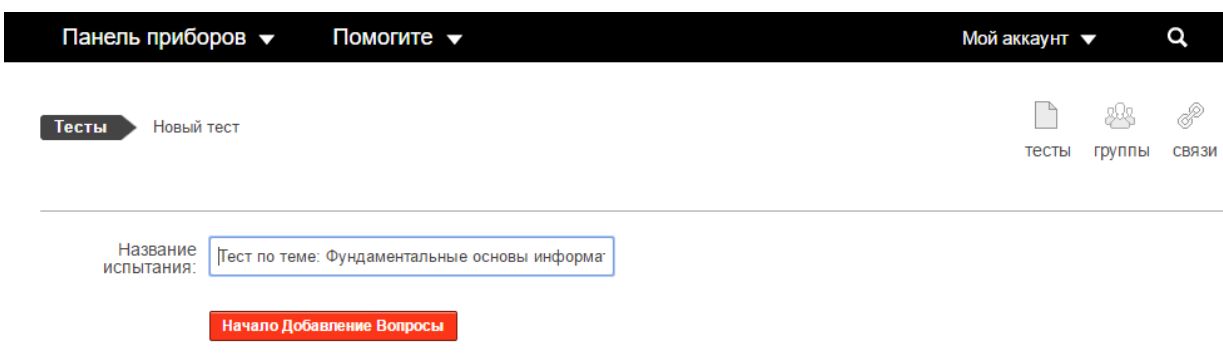 Панель приборов Помогите Мой аккаунт
Тесты Новый тест
тесты группы связи
Название
испытания:
Тест по теме: Фундаментальные основы информат
Начало Добавление Вопросы